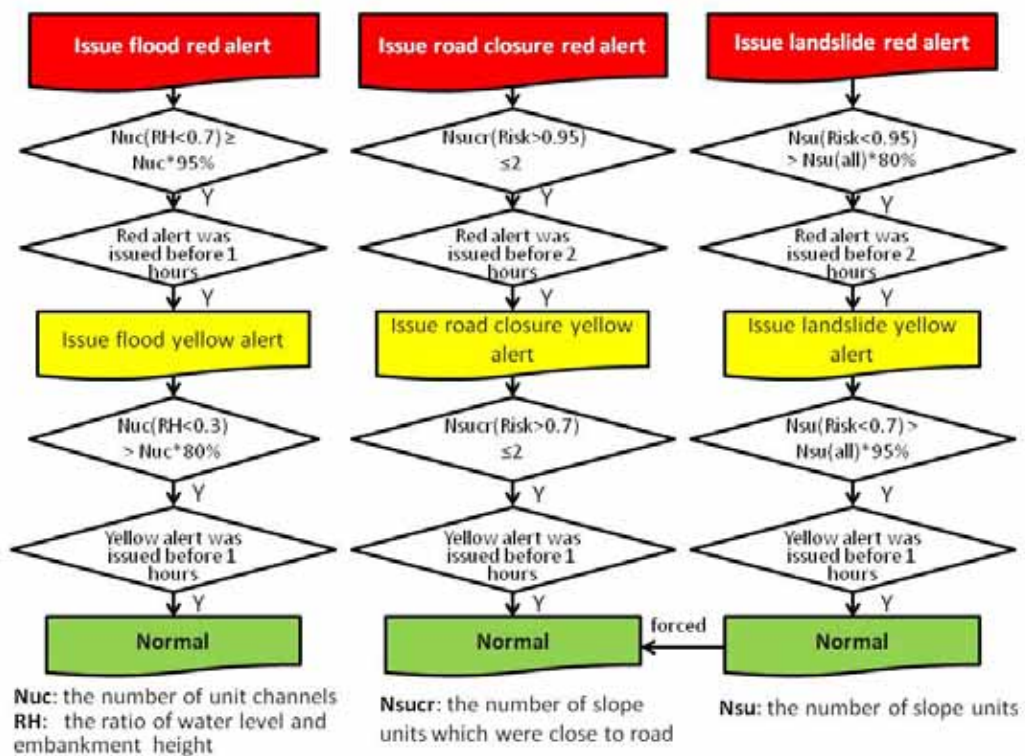 Issue flood red alert
Nuc(RH<0.7) ≥
Nuc*95%
Y
Red alert was
issued before 1
hours
Y
Issue flood yellow alert
Nuc(RH<0.3)
> Nuc*80%
Y
Yellow alert was
issued before 1
hours
Y
Normal
Nuc: the number of unit channels
RH: the ratio of water level and
embankment height
Issue road closure red alert
Nsucr(Risk>0.95)
≤2
Y
Red alert was
issued before 2
hours
Y
Issue road closure yellow
alert
Nsucr(Risk>0.7)
≤2
Y
Yellow alert was
issued before 1
hours
Y
Normal
Nsucr: the number of slope
units which were close to road
Issue landslide red alert
Nsu(Risk<0.95)
> Nsu(all)*80%
Y
Red alert was
issued before 2
hours
Y
Issue landslide yellow
alert
Nsu(Risk<0.7) >
Nsu(all)*95%
Y
Yellow alert was
issued before 1
hours
Y
Normal
forced
Nsu: the number of slope units